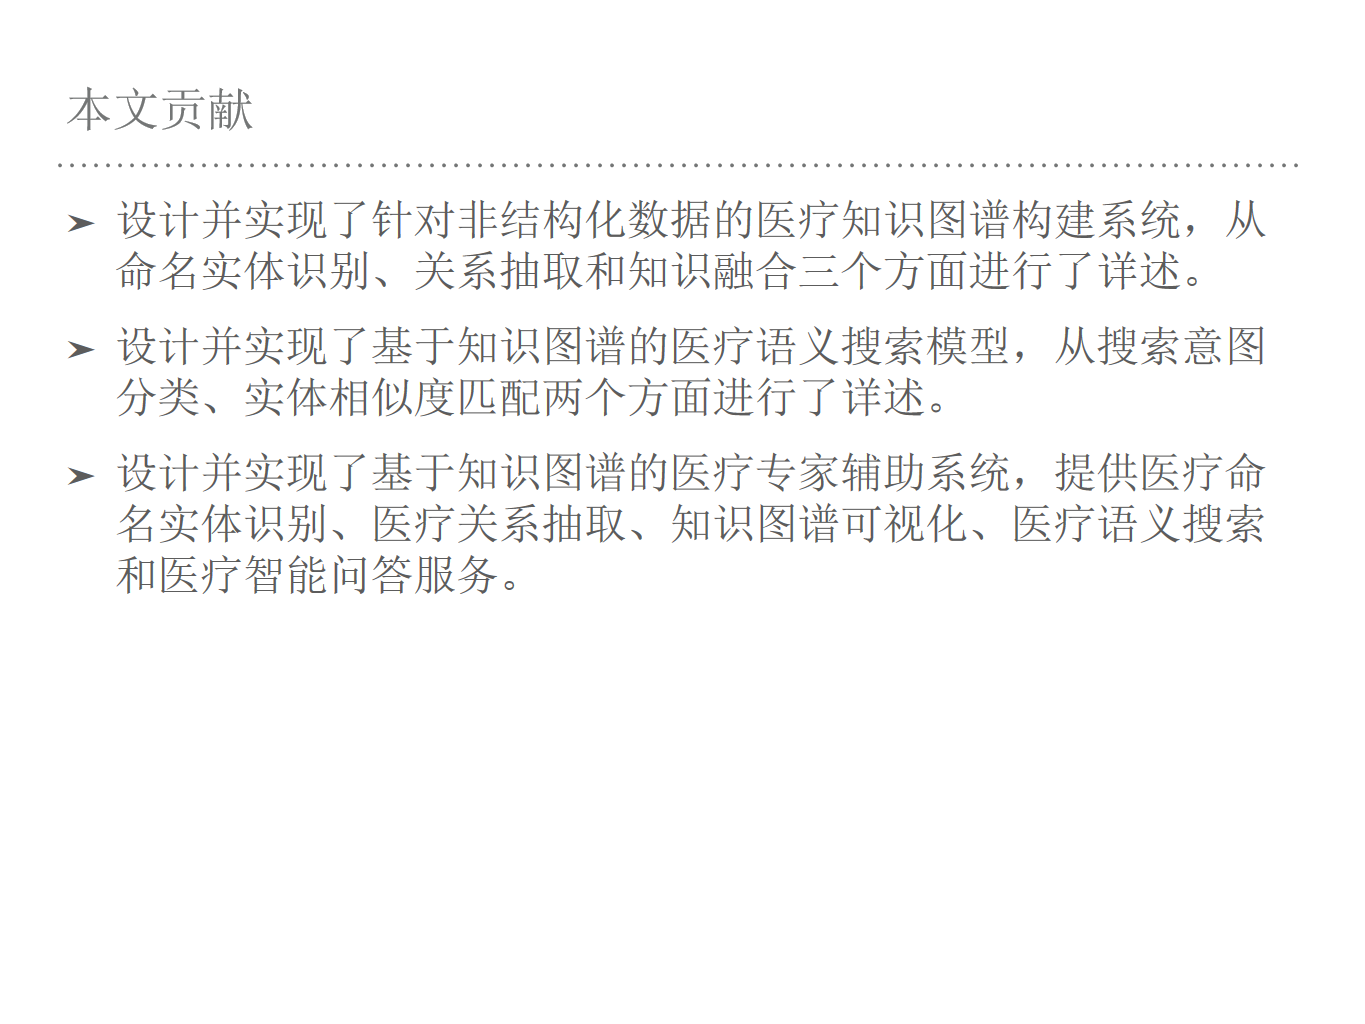 本文贡献
➤ 设计并实现了针对非结构化数据的医疗知识图谱构建系统，从
命名实体识别、关系抽取和知识融合三个方面进行了详述。
➤ 设计并实现了基于知识图谱的医疗语义搜索模型，从搜索意图
分类、实体相似度匹配两个方面进行了详述。
➤ 设计并实现了基于知识图谱的医疗专家辅助系统，提供医疗命
名实体识别、医疗关系抽取、知识图谱可视化、医疗语义搜索
和医疗智能问答服务。